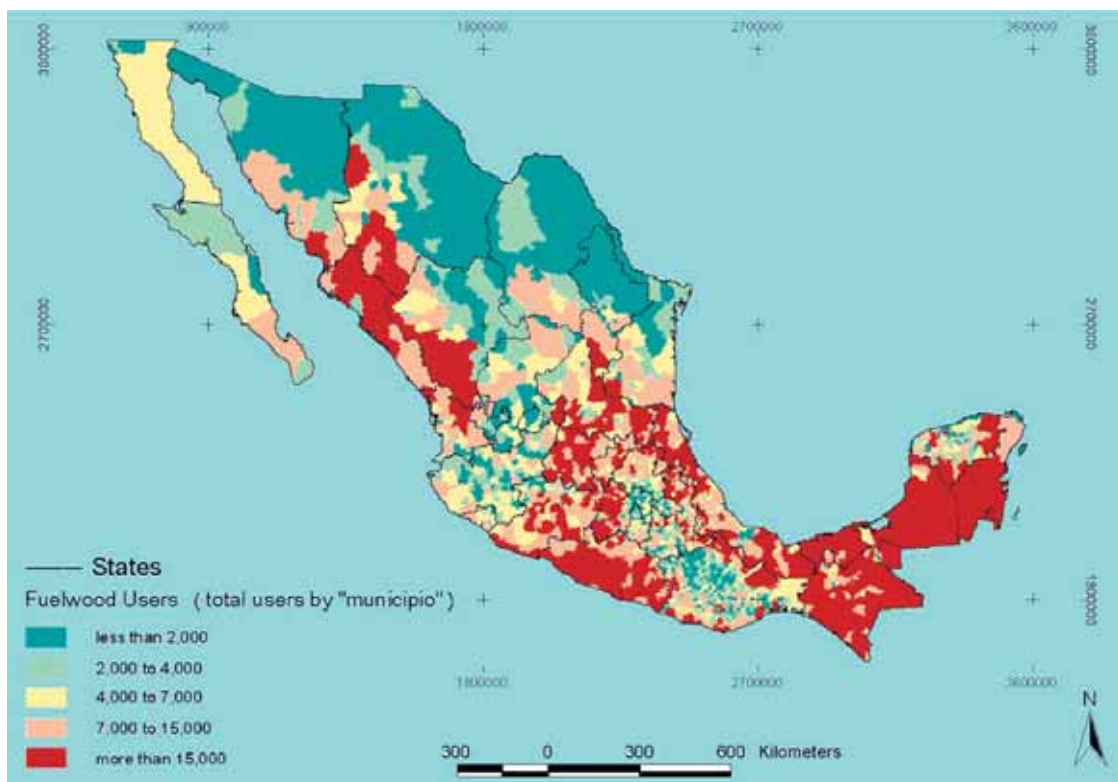 900000 1800000 2700000 3600000
3600000
3600000
2700000
2700000
1800000
1800000 2700000 3600000
States
Fuelwood Users ( total users by "municipio" )
less than 2,000
2,000 to 4,000
4,000 to 7,000
7,000 to 15,000
more than 15,000
N
300 0 300 600 Kilometers